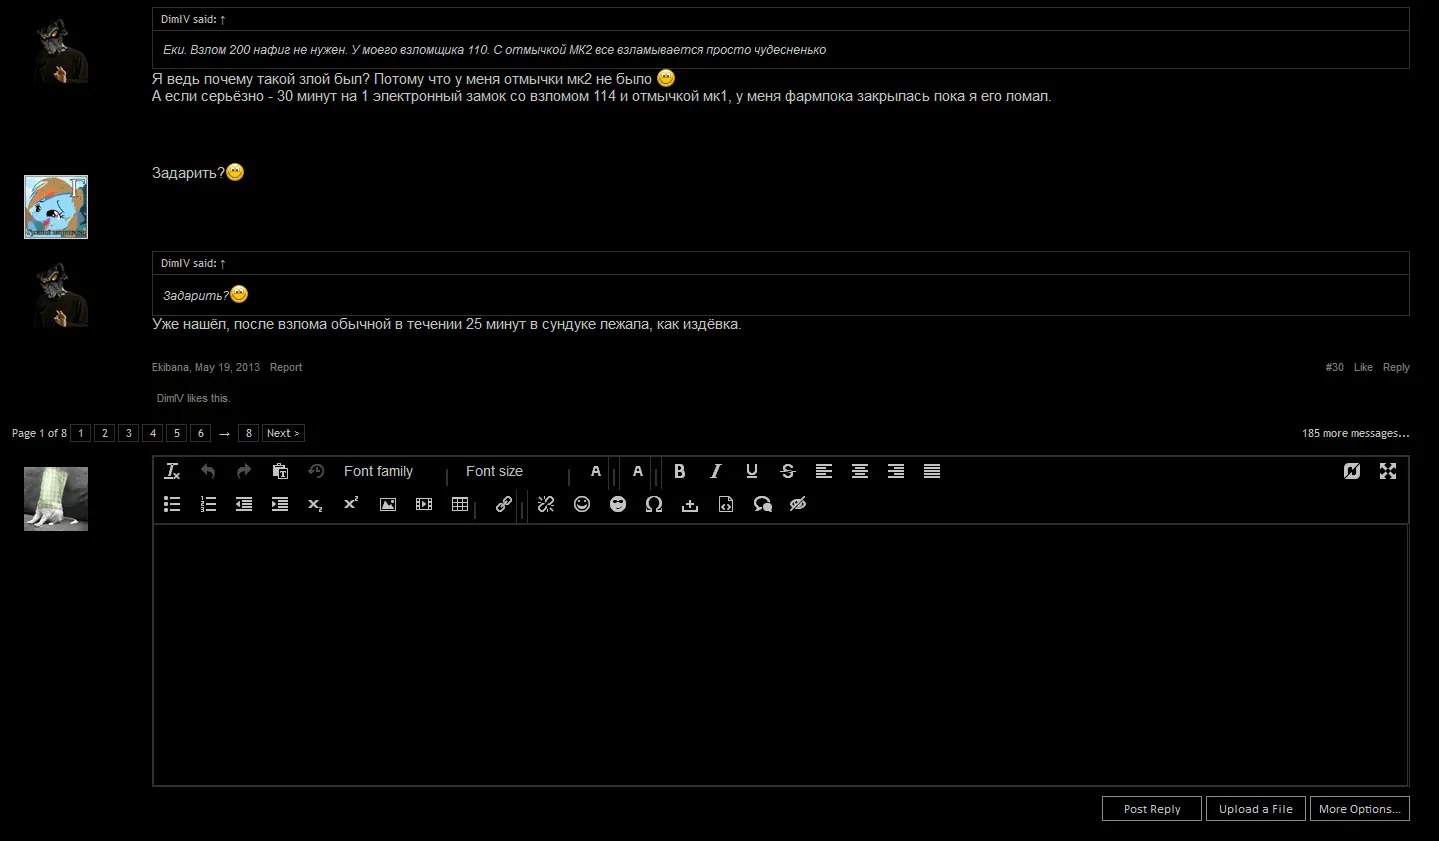 DimIV said: ↑
Еки. Взлом 200 нафиг не нужен. У моего взломщика 110. С отмычкой МК2 все взламывается просто чудесненько
Я ведь почему такой злой был? Потому что у меня отмычки мк2 не было
А если серьёзно - 30 минут на 1 электронный замок со взломом 114 и отмычкой мк1, у меня фармлока закрылась пока я его ломал.
Задарить?
Г
DimIV said: ↑
Задарить?
Уже нашёл, после взлома обычной в течении 25 минут в сундуке лежала, как издёвка.
Ekibana, May 19, 2013 Report #30 Like Reply
DimIV likes this.
Page 1 of 8 1 2 3 4 5 6 → 8 Next > 185 more messages...
Font family Font size A A B I U S
Post Reply Upload a File More Options...